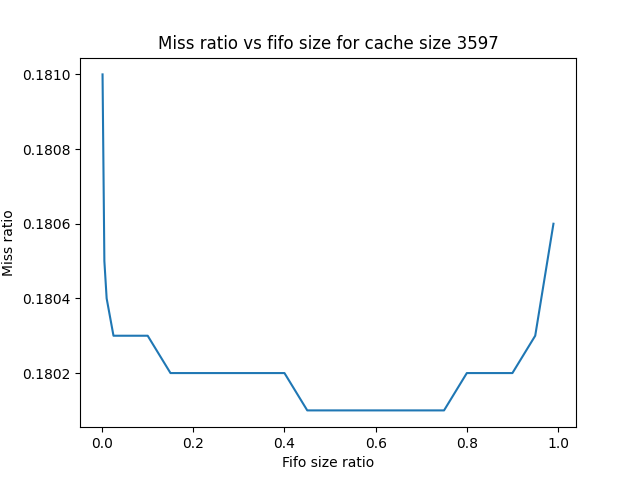 Miss ratio vs fifo size for cache size 3597
0.1810
0.1808
0.1806
0.1804
0.1802
Miss ratio
0.0 0.2 0.4 0.6 0.8 1.0
Fifo size ratio